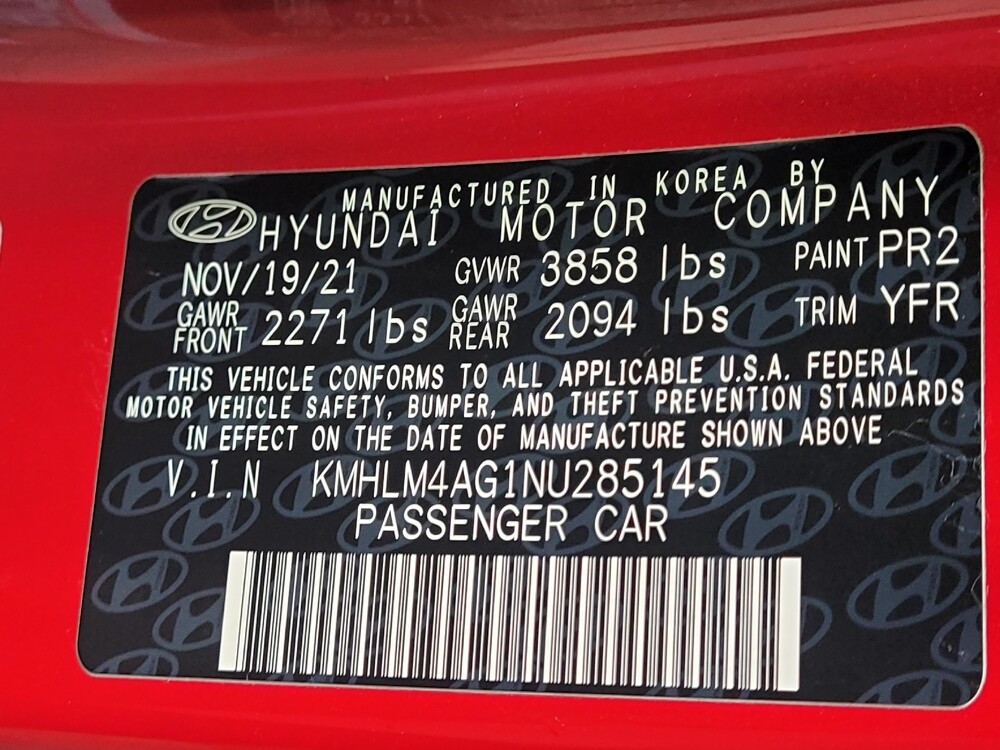 MANUFACTURED IN KOREA BY
HYUNDAI MOTOR COMPANY
NOV/19/21 GVWR 3858 lbs PAINT PR2
GAWR FRONT 2271 lbs GAWR REAR 2094 lbs TRIM YFR
THIS VEHICLE CONFORMS TO ALL APPLICABLE U.S.A. FEDERAL
MOTOR VEHICLE SAFETY, BUMPER, AND THEFT PREVENTION STANDARDS
IN EFFECT ON THE DATE OF MANUFACTURE SHOWN ABOVE
V.I.N KMHLM4AG1NU285145
PASSENGER CAR